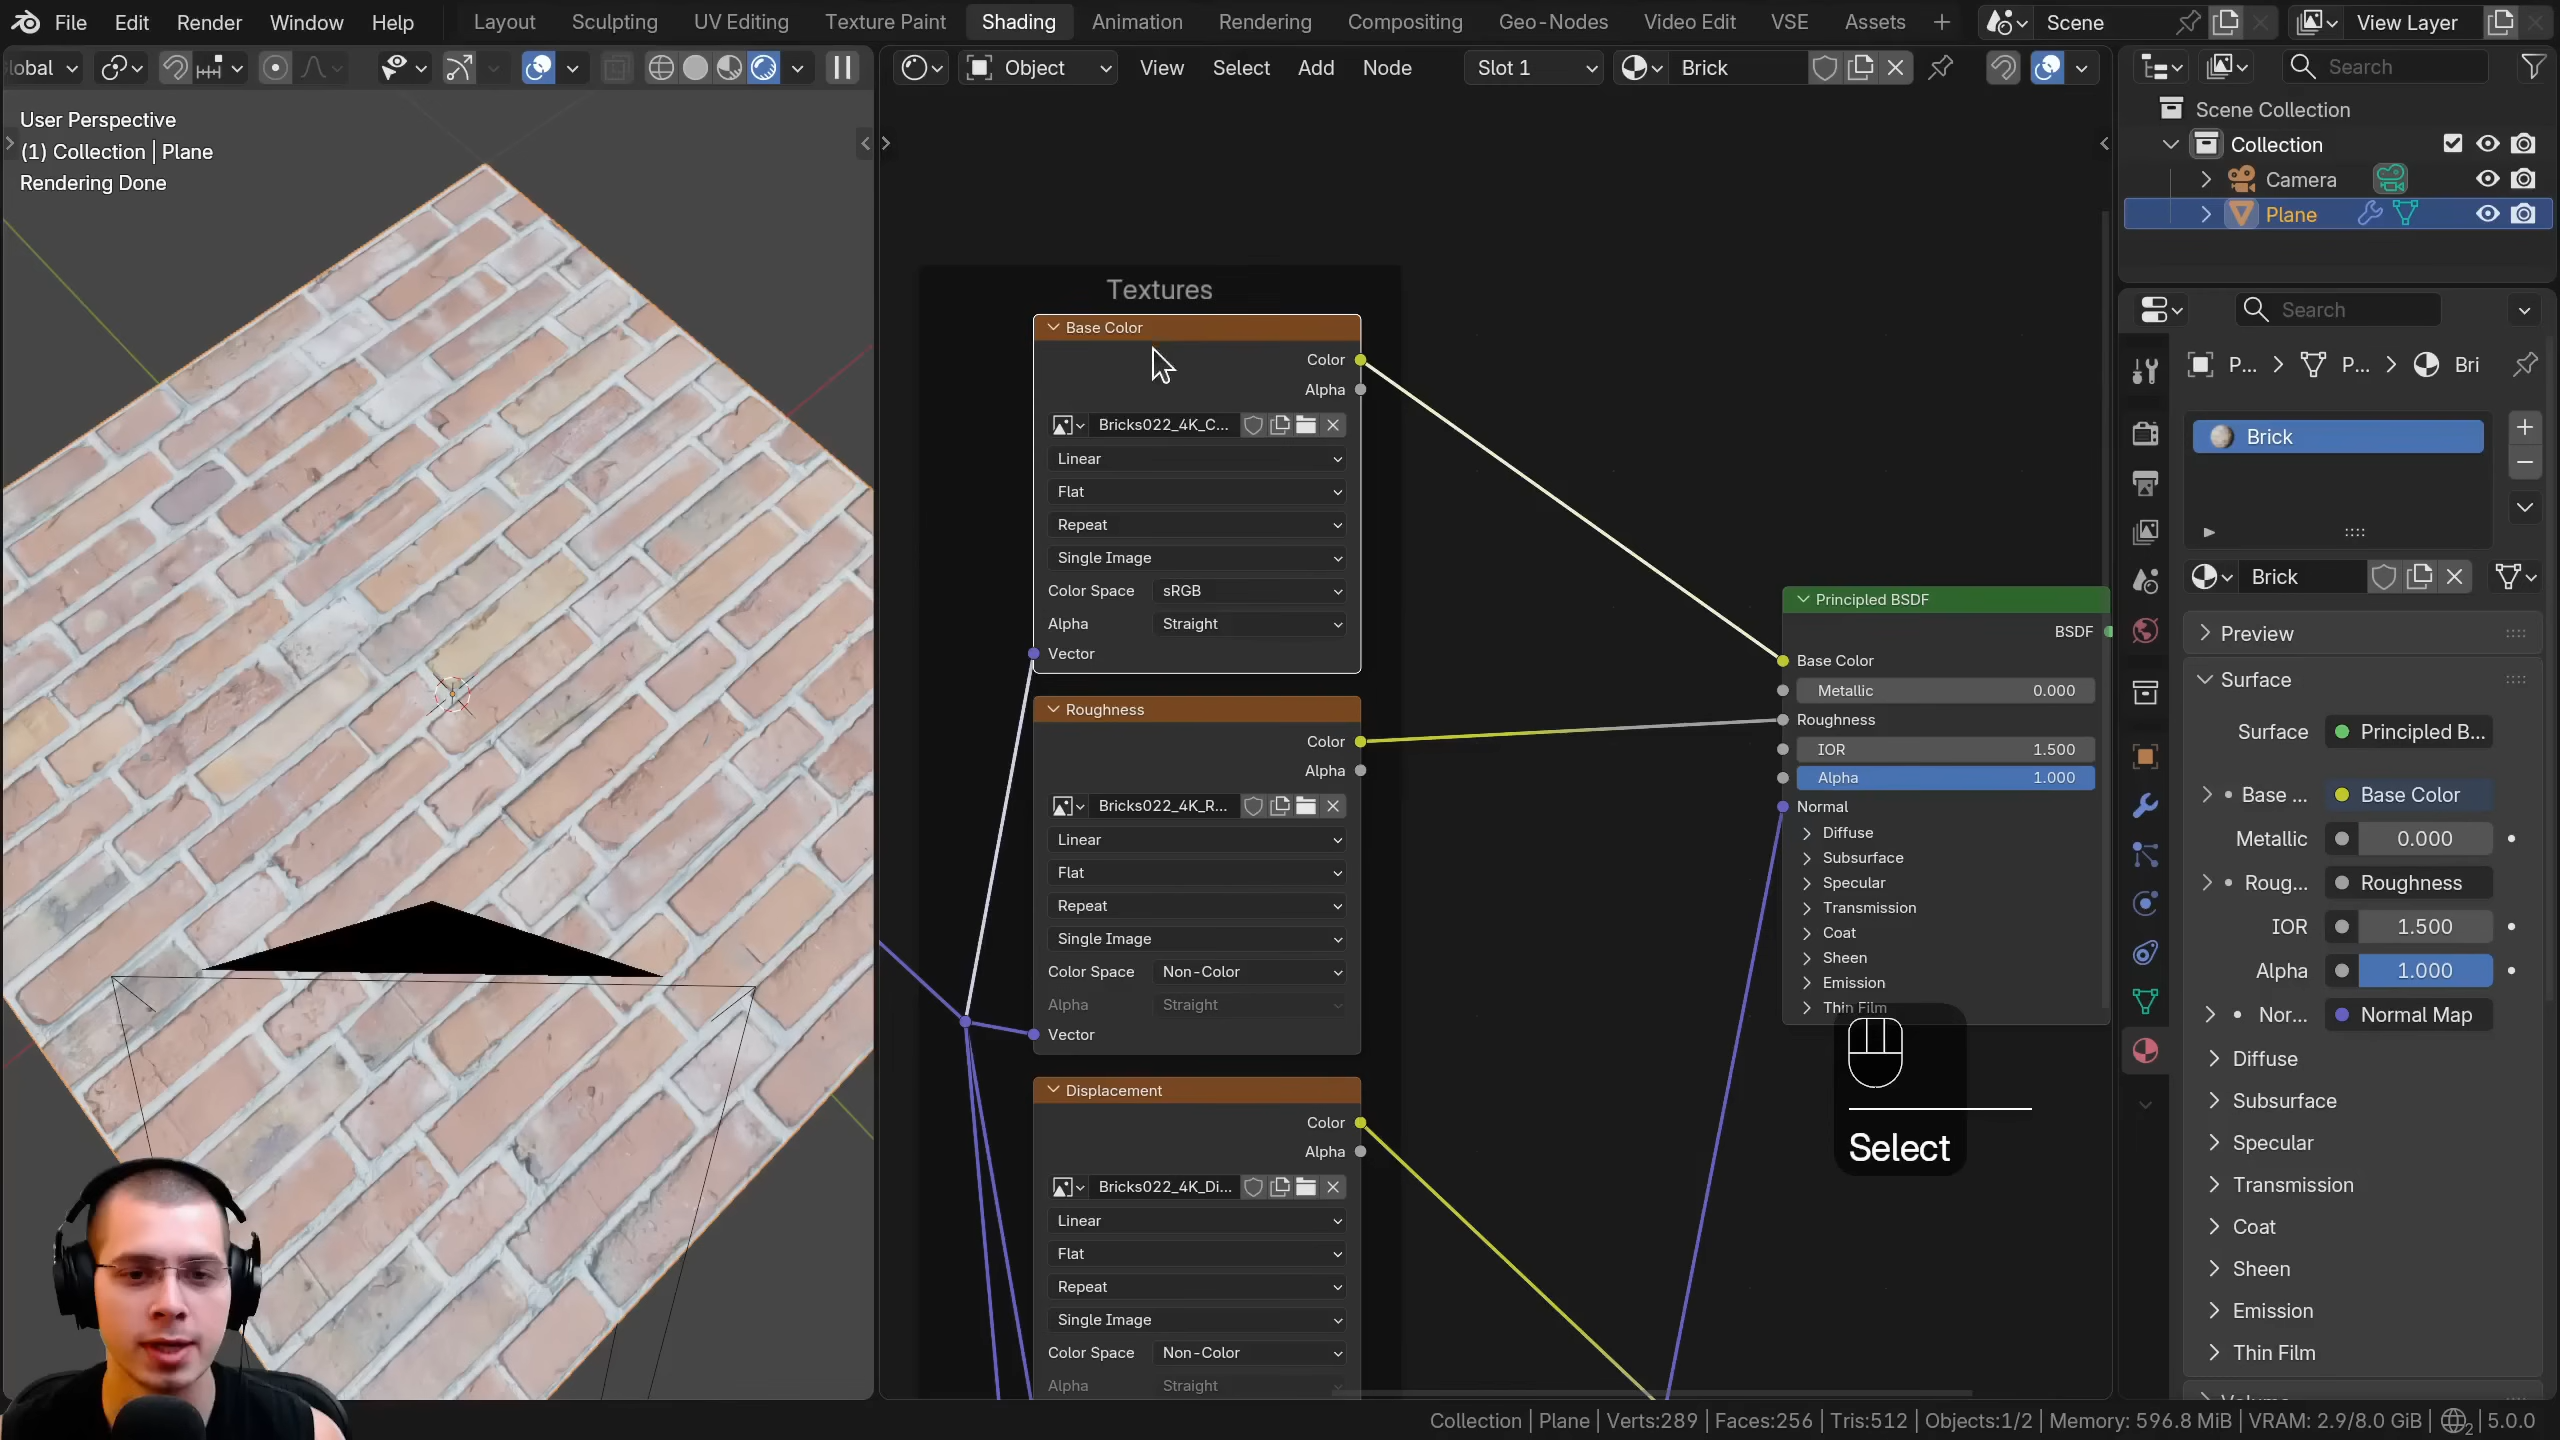 File Edit Render Window Help Layout Sculpting UV Editing Texture Paint Shading Animation Rendering Compositing Geo-Nodes Video Edit VSE Assets + Scene View Layer
lobal Object View Select Add Node Slot 1 Brick Search
User Perspective
(1) Collection | Plane
Rendering Done
Textures
Base Color
Color
Alpha
Bricks022_4K_C...
Linear
Flat
Repeat
Single Image
Color Space sRGB
Alpha Straight
Vector
Roughness
Color
Alpha
Bricks022_4K_R...
Linear
Flat
Repeat
Single Image
Color Space Non-Color
Alpha Straight
Vector
Displacement
Color
Alpha
Bricks022_4K_Di...
Linear
Flat
Repeat
Single Image
Color Space Non-Color
Alpha Straight
Principled BSDF
BSDF
Base Color
Metallic 0.000
Roughness
IOR 1.500
Alpha 1.000
Normal
Diffuse
Subsurface
Specular
Transmission
Coat
Sheen
Emission
Thin Film
Select
Scene Collection
Collection
Camera
Plane
Search
P... P... Bri
Brick
Brick
Preview
Surface
Surface Principled B...
Base ... Base Color
Metallic 0.000
Roug... Roughness
IOR 1.500
Alpha 1.000
Nor... Normal Map
Diffuse
Subsurface
Specular
Transmission
Coat
Sheen
Emission
Thin Film
Collection | Plane | Verts:289 | Faces:256 | Tris:512 | Objects:1/2 | Memory: 596.8 MiB | VRAM: 2.9/8.0 GiB | 2 | 5.0.0